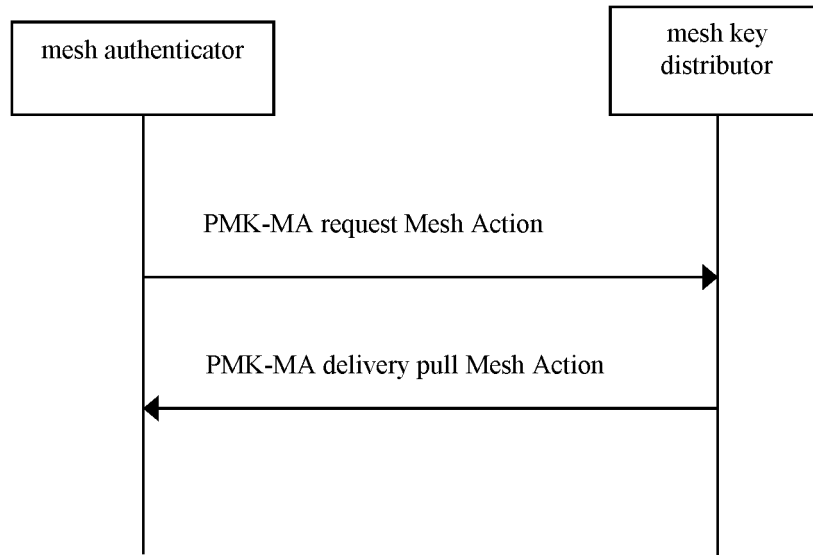 mesh authenticator
mesh key
distributor
PMK-MA request Mesh Action
PMK-MA delivery pull Mesh Action